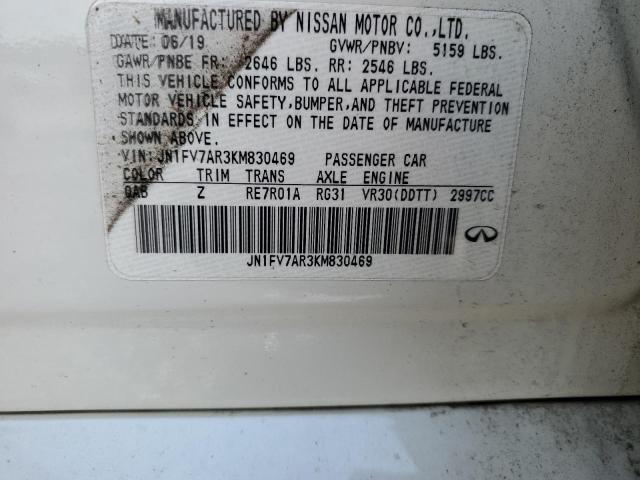 MANUFACTURED BY NISSAN MOTOR CO.,LTD.
DATE: 06/19 GVWR/PNBV: 5159 LBS.
GAWR/PNBE FR: 2646 LBS. RR: 2546 LBS.
THIS VEHICLE CONFORMS TO ALL APPLICABLE FEDERAL
MOTOR VEHICLE SAFETY,BUMPER,AND THEFT PREVENTION
STANDARDS IN EFFECT ON THE DATE OF MANUFACTURE
SHOWN ABOVE.
VIN:JN1FV7AR3KM830469 PASSENGER CAR
COLOR TRIM TRANS AXLE ENGINE
QAB Z RE7R01A RG31 VR30(DDTT) 2997CC
JN1FV7AR3KM830469